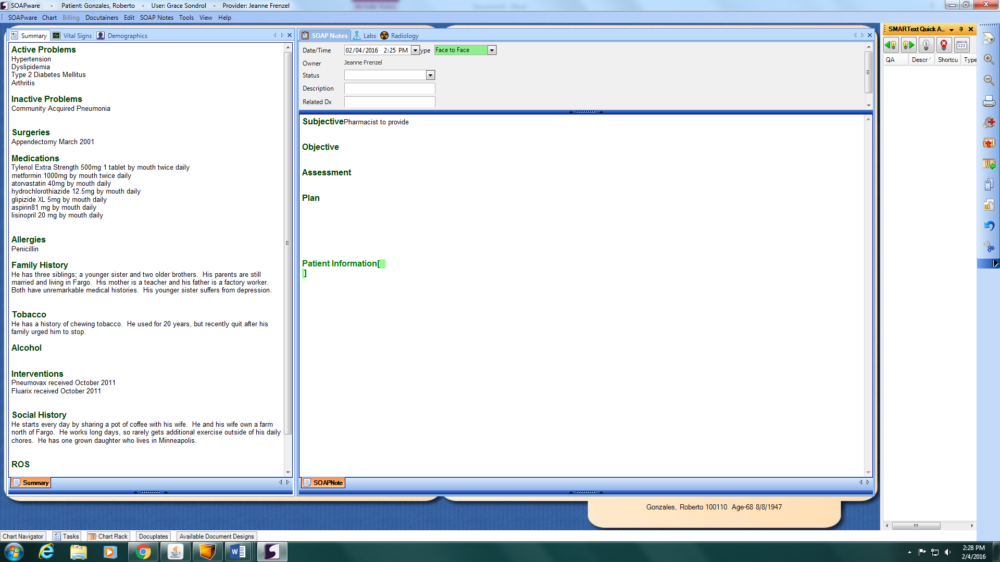 SOAPware - Patient: Gonzales, Roberto - User: Grace Sondrol - Provider: Jeanne Frenzel
SOAPware Chart Billing Docutainers Edit SOAP Notes Tools View Help
Summary Vital Signs Demographics
Active Problems
Hypertension
Dyslipidemia
Type 2 Diabetes Mellitus
Arthritis
Inactive Problems
Community Acquired Pneumonia
Surgeries
Appendectomy March 2001
Medications
Tylenol Extra Strength 500mg 1 tablet by mouth twice daily
metformin 1000mg by mouth twice daily
atorvastatin 40mg by mouth daily
hydrochlorothiazide 12.5mg by mouth daily
glipizide XL 5mg by mouth daily
aspirin81 mg by mouth daily
lisinopril 20 mg by mouth daily
Allergies
Penicillin
Family History
He has three siblings; a younger sister and two older brothers. His parents are still
married and living in Fargo. His mother is a teacher and his father is a factory worker.
Both have unremarkable medical histories. His younger sister suffers from depression.
Tobacco
He has a history of chewing tobacco. He used for 20 years, but recently quit after his
family urged him to stop.
Alcohol
Interventions
Pneumovax received October 2011
Fluarix received October 2011
Social History
He starts every day by sharing a pot of coffee with his wife. He and his wife own a farm
north of Fargo. He works long days, so rarely gets additional exercise outside of his daily
chores. He has one grown daughter who lives in Minneapolis.
ROS
Summary
SOAP Notes Labs Radiology
Date/Time 02/04/2016 2:25 PM ype Face to Face
Owner Jeanne Frenzel
Status
Description
Related Dx
Subjective Pharmacist to provide
Objective
Assessment
Plan
Patient Information[
]
SOAPNote
SMARText Quick A...
123
QA Descr Shortcu Type
Gonzales, Roberto 100110 Age-68 8/8/1947
Chart Navigator Tasks Chart Rack Docuplates Available Document Designs
2:28 PM
2/4/2016